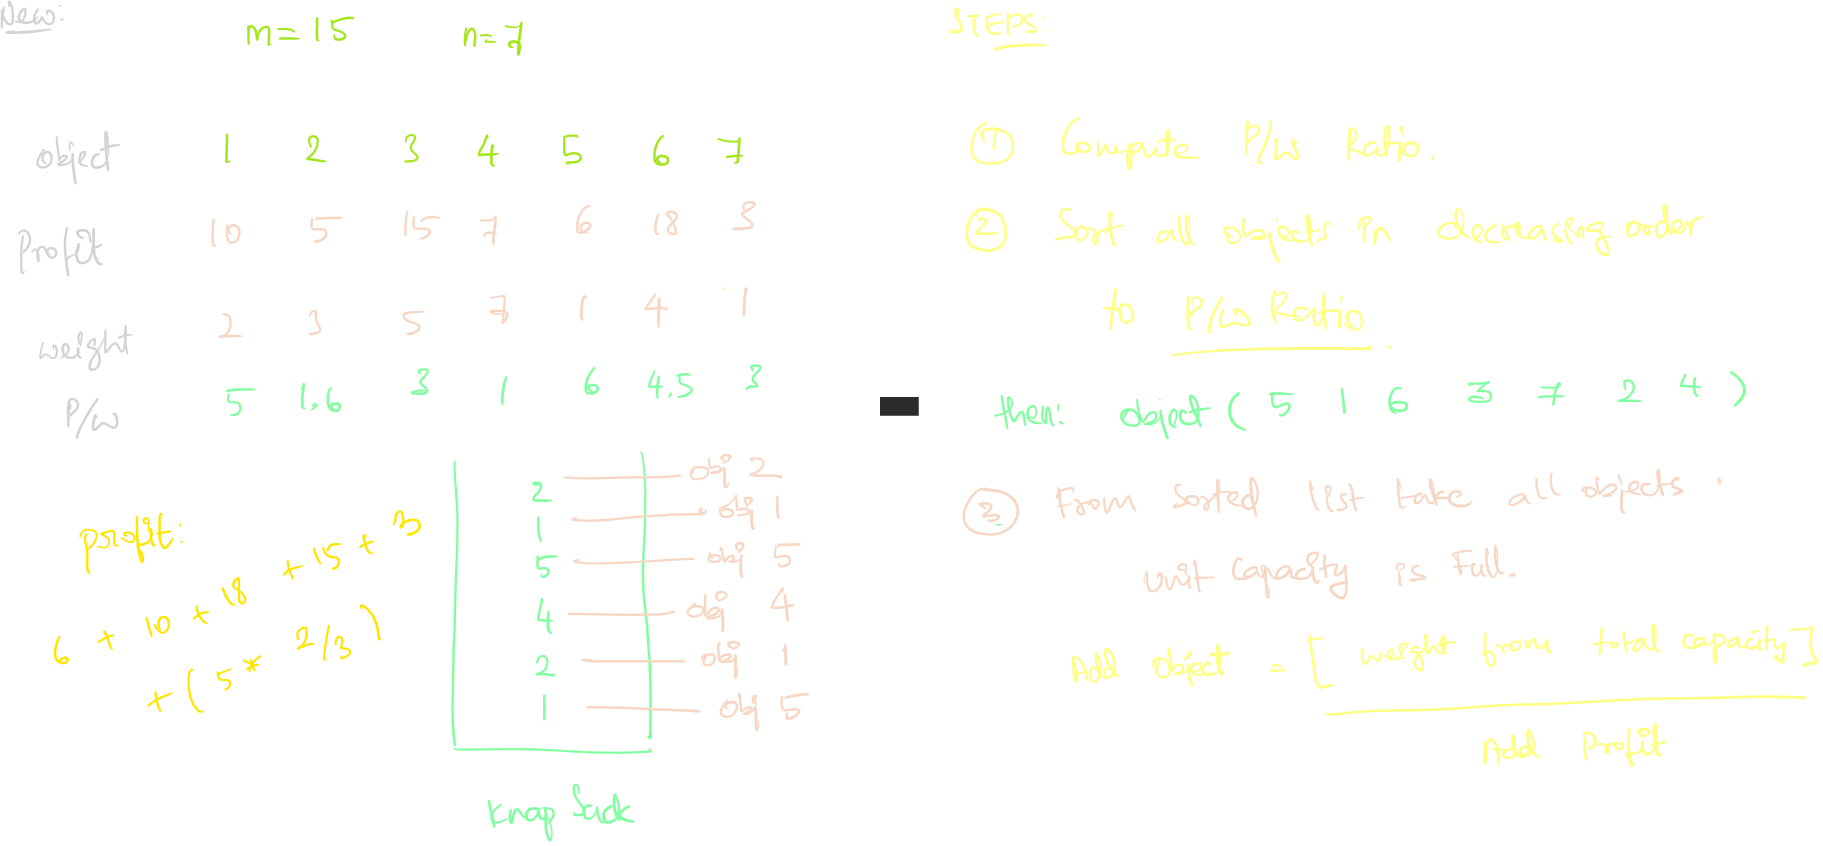 New:
m = 15 n = 7
object 1 2 3 4 5 6 7
Profit 10 5 15 7 6 18 3
weight 2 3 5 7 1 4 1
P/w 5 1.6 3 1 6 4.5 3
2 obj 2
1 obj 1
5 obj 5
4 obj 4
2 obj 1
1 obj 5
Knap Sack
profit:
6 + 10 + 18 + 15 + 3
+ ( 5 * 2/3 )
STEPS:
1 Compute P/w Ratio.
2 Sort all objects in decreasing order
to P/w Ratio.
then: object ( 5 1 6 3 7 2 4 )
3 From sorted list take all objects.
unit capacity is Full.
Add object = [ weight from total capacity ]
Add Profit